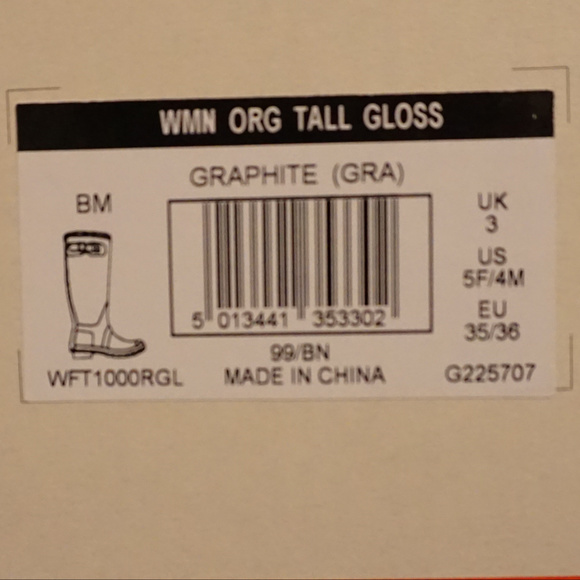 WMN ORG TALL GLOSS
GRAPHITE (GRA)
BM
UK
3
US
5F/4M
EU
35/36
5 013441 353302
99/BN
WFT1000RGL MADE IN CHINA G225707